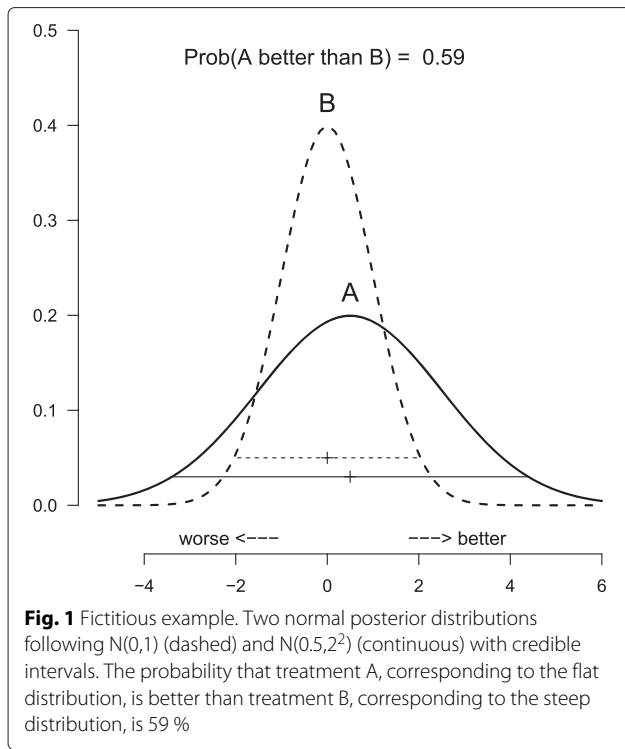 0.5
Prob(A better than B) = 0.59
B
0.4
0.3
A
0.2
0.1
0.0
worse <--- ---> better
−4 −2 0 2 4 6
Fig. 1 Fictitious example. Two normal posterior distributions
following N(0,1) (dashed) and N(0.5,2²) (continuous) with credible
intervals. The probability that treatment A, corresponding to the flat
distribution, is better than treatment B, corresponding to the steep
distribution, is 59 %